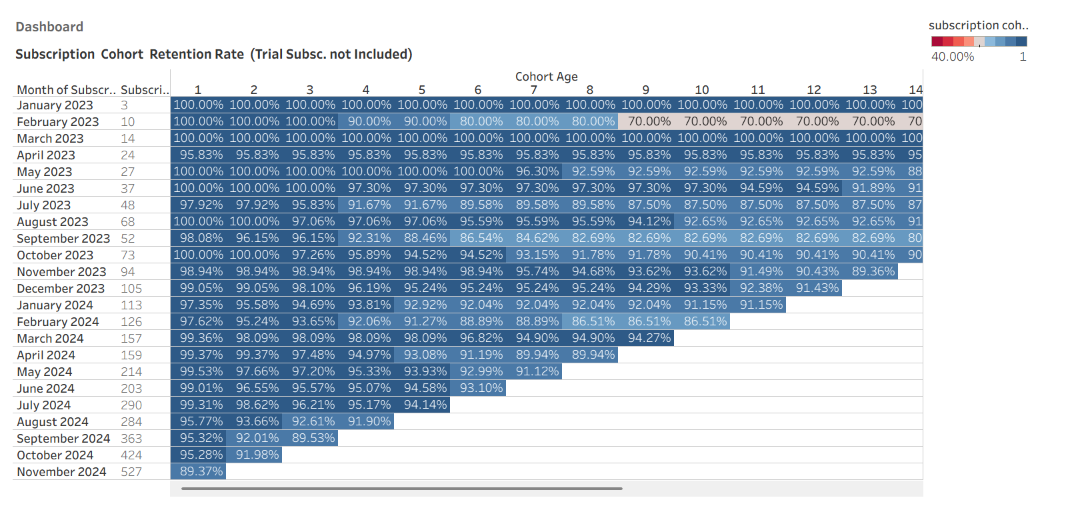 Dashboard
subscription coh..
40.00% 1
Subscription Cohort Retention Rate (Trial Subsc. not Included)
Cohort Age
Month of Subscr.. Subscri.. 1 2 3 4 5 6 7 8 9 10 11 12 13 14
January 2023 3 100.00% 100.00% 100.00% 100.00% 100.00% 100.00% 100.00% 100.00% 100.00% 100.00% 100.00% 100.00% 100.00% 100
February 2023 10 100.00% 100.00% 100.00% 90.00% 90.00% 80.00% 80.00% 80.00% 70.00% 70.00% 70.00% 70.00% 70.00% 70
March 2023 14 100.00% 100.00% 100.00% 100.00% 100.00% 100.00% 100.00% 100.00% 100.00% 100.00% 100.00% 100.00% 100.00% 100
April 2023 24 95.83% 95.83% 95.83% 95.83% 95.83% 95.83% 95.83% 95.83% 95.83% 95.83% 95.83% 95.83% 95.83% 95
May 2023 27 100.00% 100.00% 100.00% 100.00% 100.00% 100.00% 96.30% 92.59% 92.59% 92.59% 92.59% 92.59% 92.59% 88
June 2023 37 100.00% 100.00% 100.00% 97.30% 97.30% 97.30% 97.30% 97.30% 97.30% 97.30% 94.59% 94.59% 91.89% 91
July 2023 48 97.92% 97.92% 95.83% 91.67% 91.67% 89.58% 89.58% 89.58% 87.50% 87.50% 87.50% 87.50% 87.50% 87
August 2023 68 100.00% 100.00% 97.06% 97.06% 97.06% 95.59% 95.59% 95.59% 94.12% 92.65% 92.65% 92.65% 92.65% 91
September 2023 52 98.08% 96.15% 96.15% 92.31% 88.46% 86.54% 84.62% 82.69% 82.69% 82.69% 82.69% 82.69% 82.69% 80
October 2023 73 100.00% 100.00% 97.26% 95.89% 94.52% 94.52% 93.15% 91.78% 91.78% 90.41% 90.41% 90.41% 90.41% 90
November 2023 94 98.94% 98.94% 98.94% 98.94% 98.94% 98.94% 95.74% 94.68% 93.62% 93.62% 91.49% 90.43% 89.36%
December 2023 105 99.05% 99.05% 98.10% 96.19% 95.24% 95.24% 95.24% 95.24% 94.29% 93.33% 92.38% 91.43%
January 2024 113 97.35% 95.58% 94.69% 93.81% 92.92% 92.04% 92.04% 92.04% 92.04% 91.15% 91.15%
February 2024 126 97.62% 95.24% 93.65% 92.06% 91.27% 88.89% 88.89% 86.51% 86.51% 86.51%
March 2024 157 99.36% 98.09% 98.09% 98.09% 98.09% 96.82% 94.90% 94.90% 94.27%
April 2024 159 99.37% 99.37% 97.48% 94.97% 93.08% 91.19% 89.94% 89.94%
May 2024 214 99.53% 97.66% 97.20% 95.33% 93.93% 92.99% 91.12%
June 2024 203 99.01% 96.55% 95.57% 95.07% 94.58% 93.10%
July 2024 290 99.31% 98.62% 96.21% 95.17% 94.14%
August 2024 284 95.77% 93.66% 92.61% 91.90%
September 2024 363 95.32% 92.01% 89.53%
October 2024 424 95.28% 91.98%
November 2024 527 89.37%